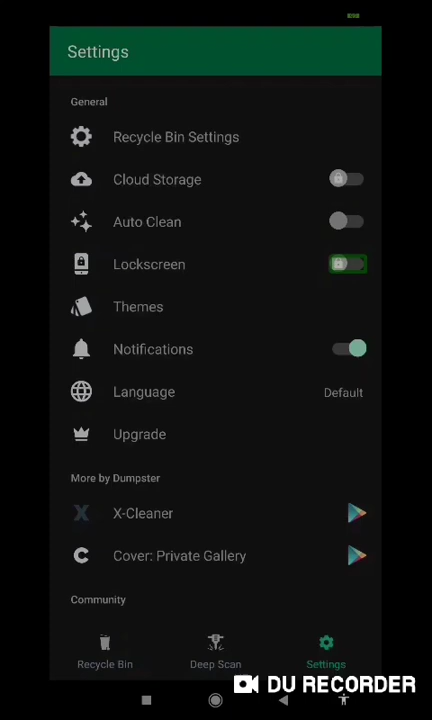 Settings
General
Recycle Bin Settings
Cloud Storage
Auto Clean
Lockscreen
Themes
Notifications
Language Default
Upgrade
More by Dumpster
X-Cleaner
Cover: Private Gallery
Community
Recycle Bin Deep Scan Settings
DU RECORDER